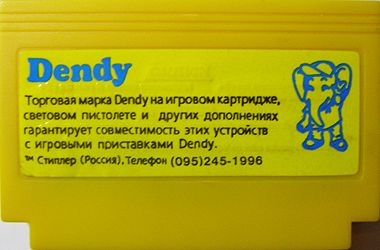 Dendy
Торговая марка Dendy на игровом картридже,
световом пистолете и других дополнениях
гарантирует совместимость этих устройств
с игровыми приставками Dendy.
™ Стиплер (Россия), Телефон (095)245-1996